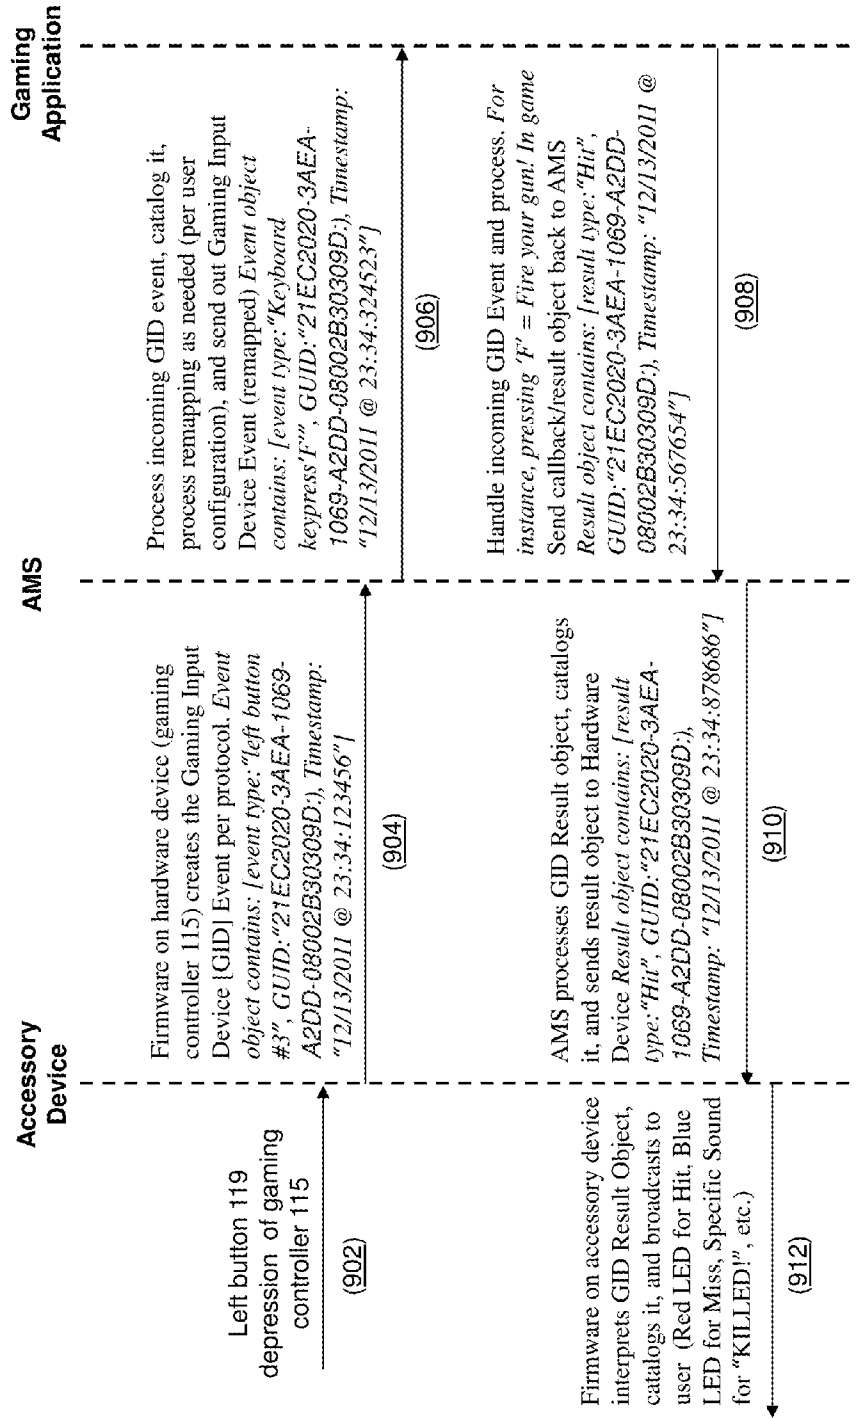 Accessory
Device
AMS
Gaming
Application
Left button 119
depression of gaming
controller 115
(902)
Firmware on hardware device (gaming
controller 115) creates the Gaming Input
Device [GID] Event per protocol. Event
object contains: [event type:"left button
#3", GUID:"21EC2020-3AEA-1069-
A2DD-08002B30309D:), Timestamp:
"12/13/2011 @ 23:34:123456"]
(904)
Process incoming GID event, catalog it,
process remapping as needed (per user
configuration), and send out Gaming Input
Device Event (remapped) Event object
contains: [event type:"Keyboard
keypress'F'", GUID:"21EC2020-3AEA-
1069-A2DD-08002B30309D:), Timestamp:
"12/13/2011 @ 23:34:324523"]
(906)
Handle incoming GID Event and process. For
instance, pressing 'F' = Fire your gun! In game
Send callback/result object back to AMS
Result object contains: [result type:"Hit",
GUID:"21EC2020-3AEA-1069-A2DD-
08002B30309D:), Timestamp: "12/13/2011 @
23:34:567654"]
(908)
AMS processes GID Result object, catalogs
it, and sends result object to Hardware
Device Result object contains: [result
type:"Hit", GUID:"21EC2020-3AEA-
1069-A2DD-08002B30309D:),
Timestamp: "12/13/2011 @ 23:34:878686"]
(910)
Firmware on accessory device
interprets GID Result Object,
catalogs it, and broadcasts to
user (Red LED for Hit, Blue
LED for Miss, Specific Sound
for "KILLED!", etc.)
(912)